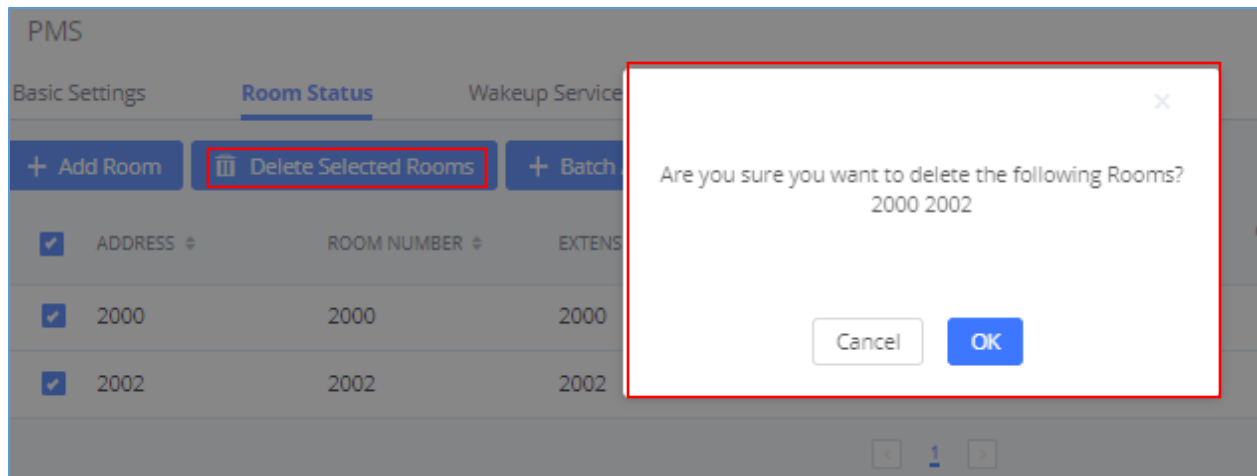 PMS
Basic Settings Room Status Wakeup Service
+ Add Room Delete Selected Rooms + Batch
ADDRESS ROOM NUMBER EXTENS
2000 2000 2000
2002 2002 2002
1
Are you sure you want to delete the following Rooms?
2000 2002
Cancel OK